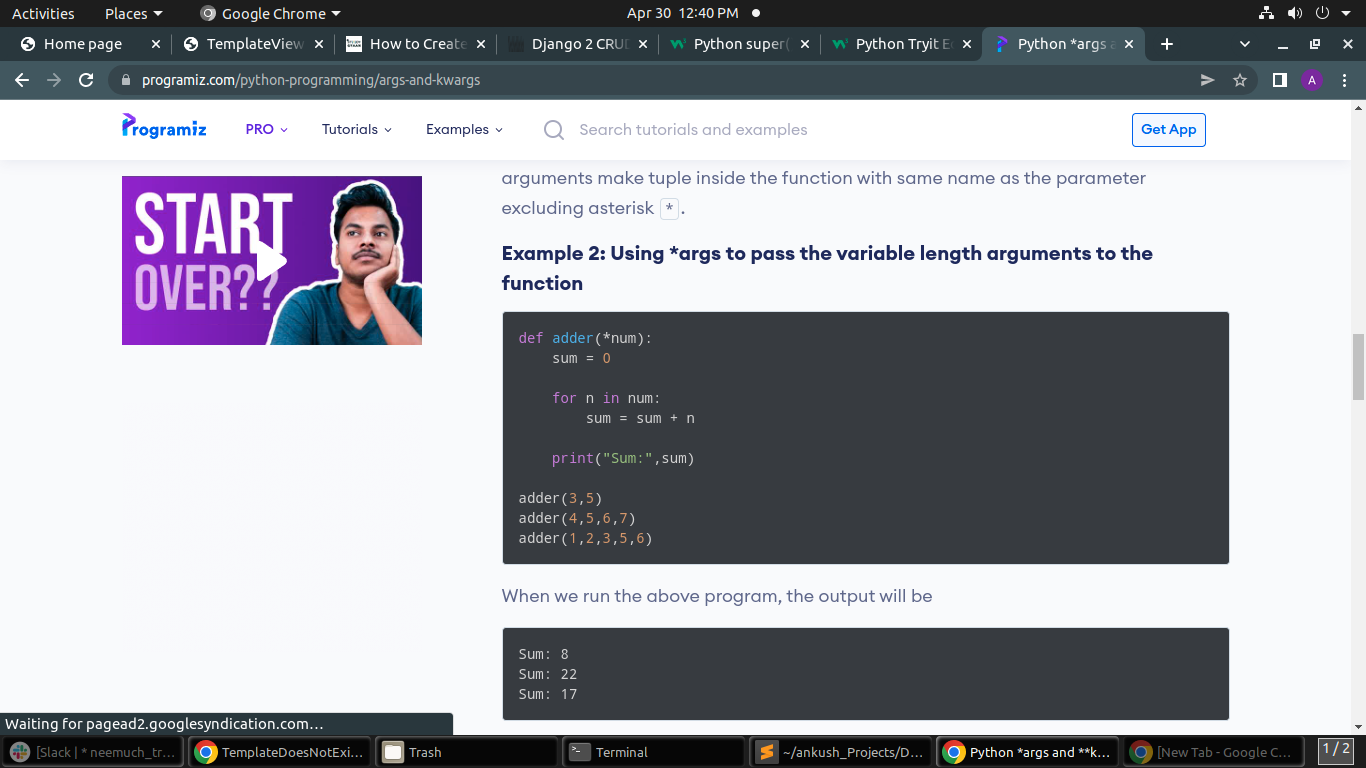 Activities Places Google Chrome Apr 30 12:40 PM
Home page TemplateView How to Create Django 2 CRUD Python super( Python Tryit E Python *args a
programiz.com/python-programming/args-and-kwargs A
Programiz PRO Tutorials Examples Search tutorials and examples Get App
START
OVER??
arguments make tuple inside the function with same name as the parameter
excluding asterisk * .
Example 2: Using *args to pass the variable length arguments to the
function
def adder(*num):
    sum = 0
    for n in num:
        sum = sum + n
    print("Sum:",sum)
adder(3,5)
adder(4,5,6,7)
adder(1,2,3,5,6)
When we run the above program, the output will be
Sum: 8
Sum: 22
Sum: 17
Waiting for pagead2.googlesyndication.com…
[Slack | * neemuch_tr… TemplateDoesNotExi… Trash Terminal ~/ankush_Projects/D… Python *args and **k… [New Tab - Google C… 1 / 2